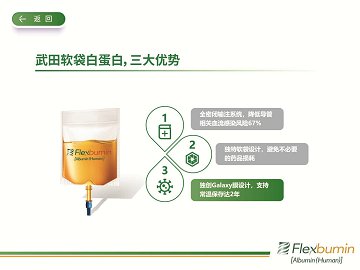 返 回
武田软袋白蛋白，三大优势
Flexbumin
[Albumin(Human)]
1
全密闭输注系统，降低导管
相关血流感染风险67%
2
独特软袋设计，避免不必要
的药品损耗
3
独创Galaxy膜设计，支持
常温保存达2年
Flexbumin
[Albumin(Human)]